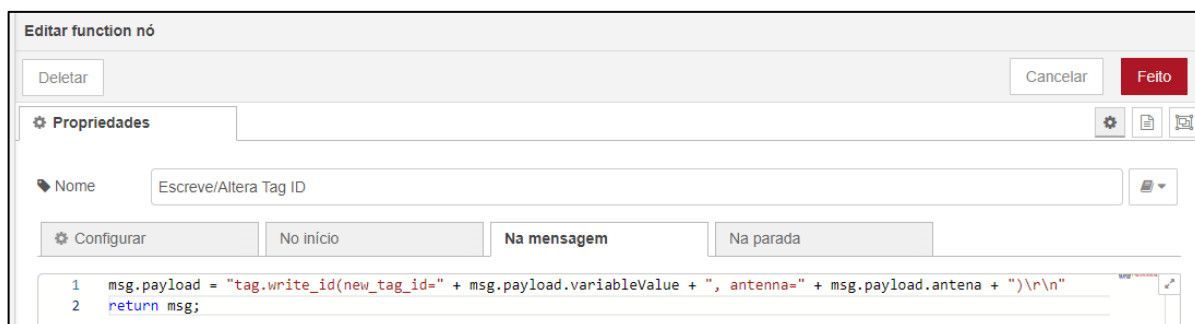 Editar function nó
Deletar
Cancelar
Feito
Propriedades
Nome
Escreve/Altera Tag ID
Configurar
No início
Na mensagem
Na parada
1 msg.payload = "tag.write_id(new_tag_id=" + msg.payload.variableValue + ", antenna=" + msg.payload.antena + ")\r\n"
2 return msg;